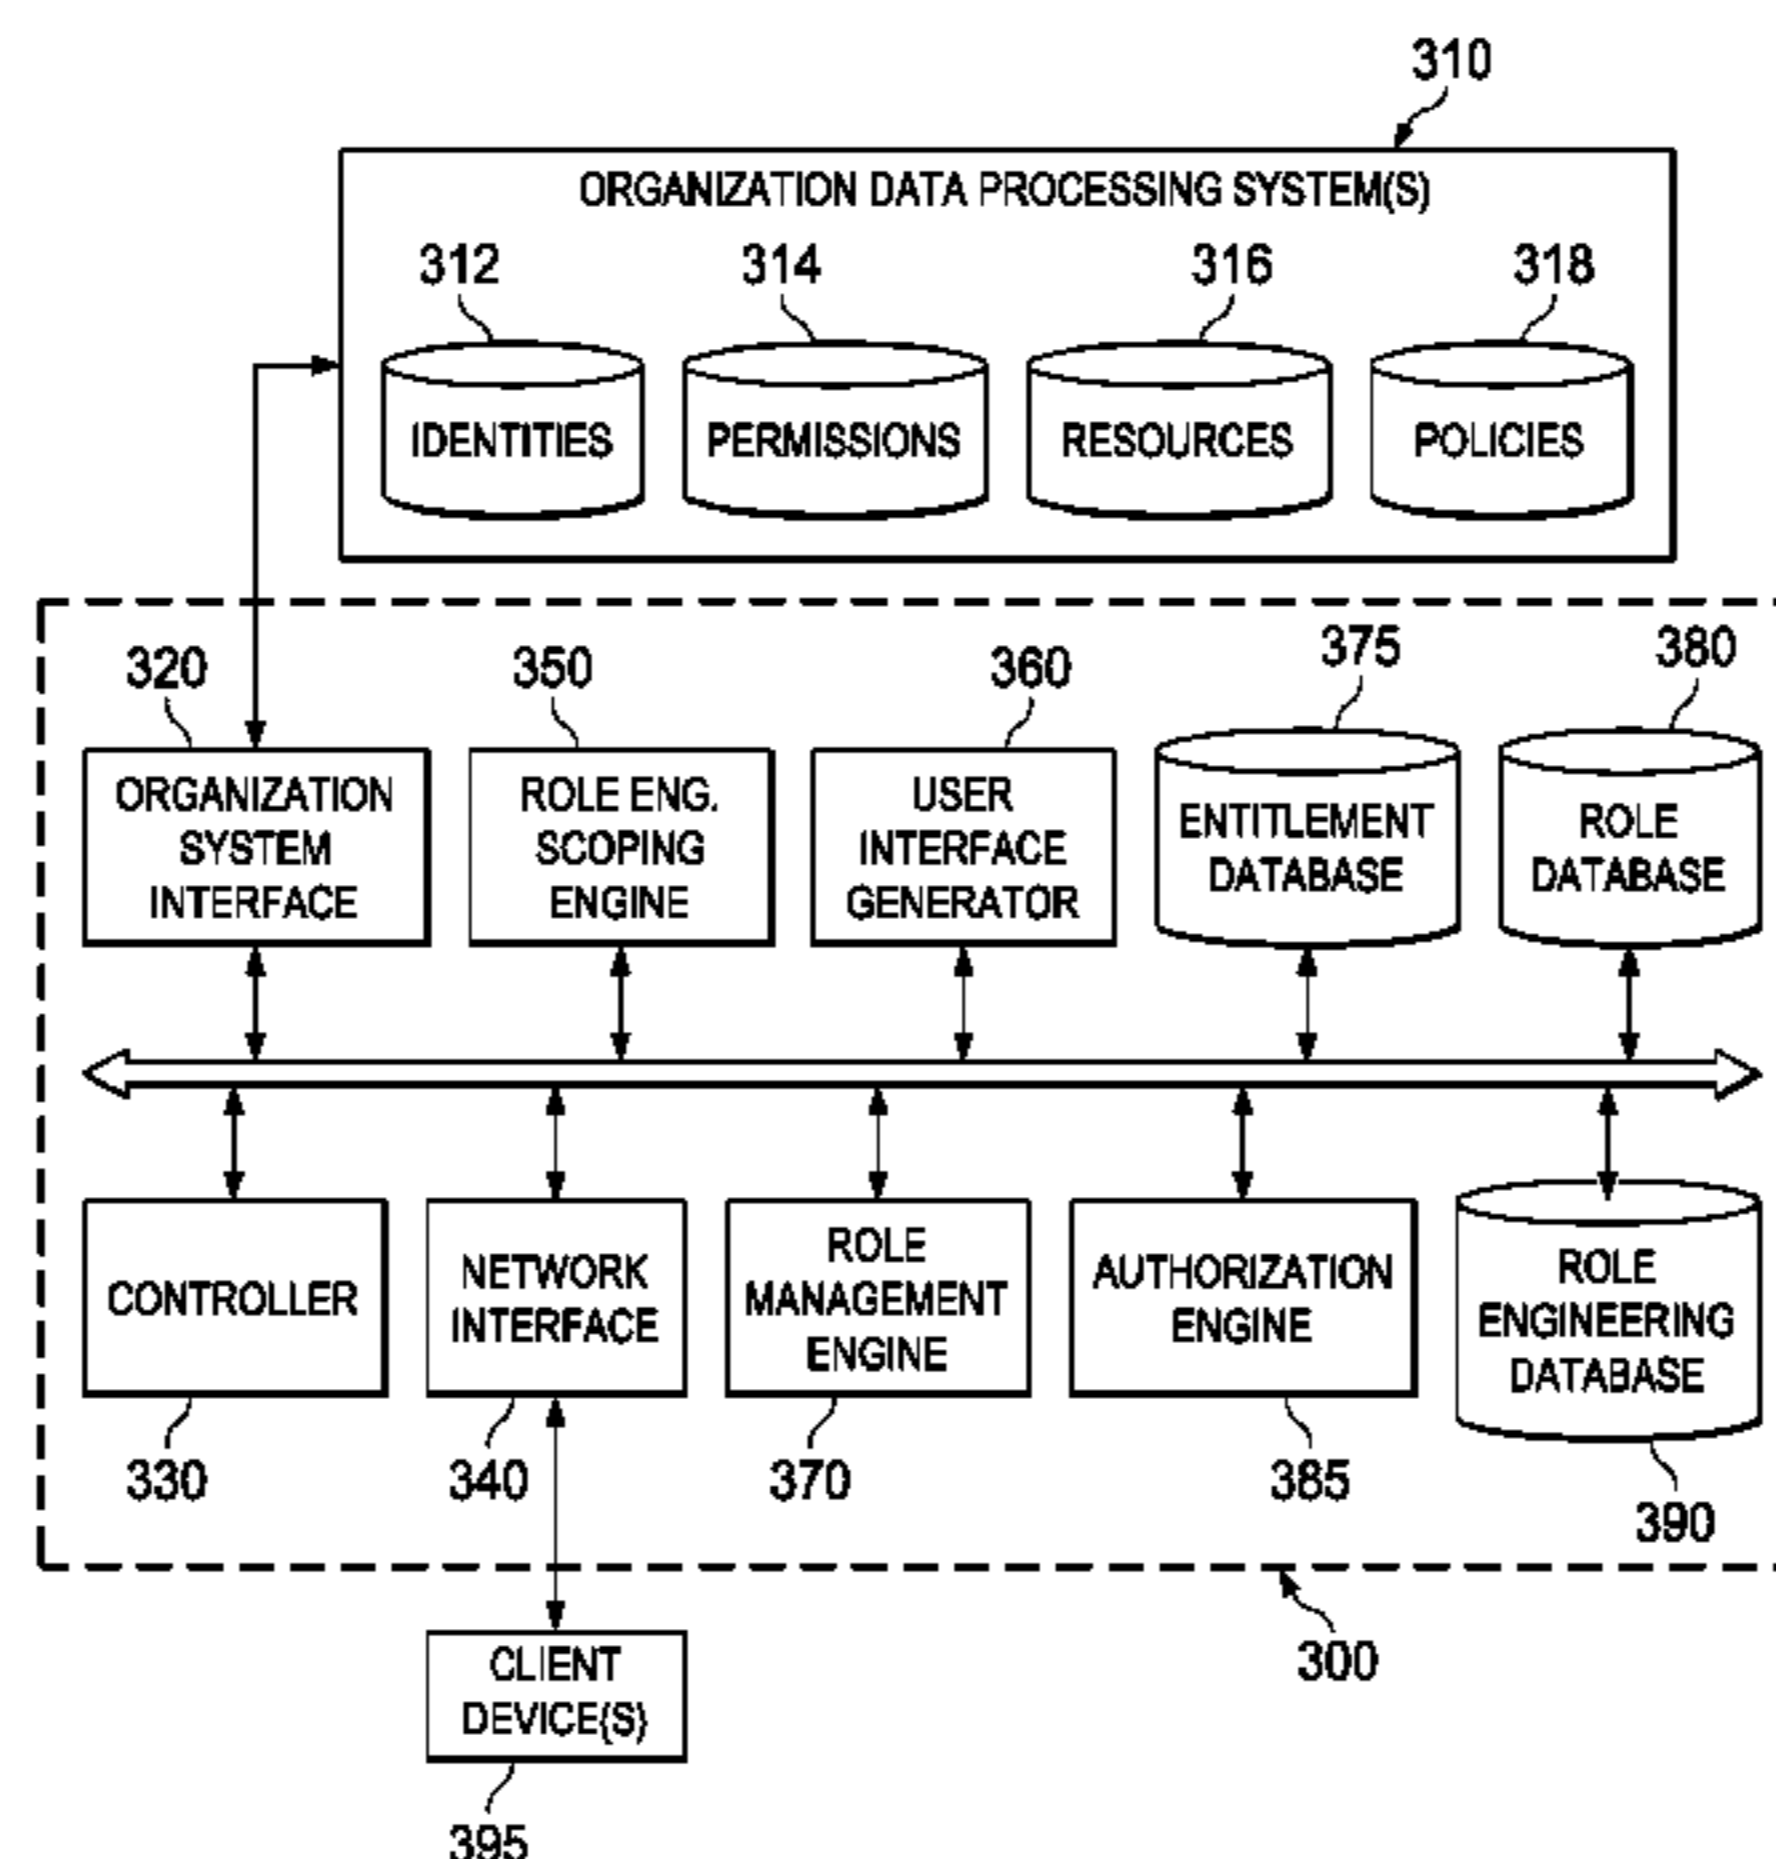 310
ORGANIZATION DATA PROCESSING SYSTEM(S)
312 314 316 318
IDENTITIES PERMISSIONS RESOURCES POLICIES
320 350 360 375 380
ORGANIZATION
SYSTEM
INTERFACE
ROLE ENG.
SCOPING
ENGINE
USER
INTERFACE
GENERATOR
ENTITLEMENT
DATABASE
ROLE
DATABASE
CONTROLLER
NETWORK
INTERFACE
ROLE
MANAGEMENT
ENGINE
AUTHORIZATION
ENGINE
ROLE
ENGINEERING
DATABASE
330 340 370 385 390
300
CLIENT
DEVICE(S)
395